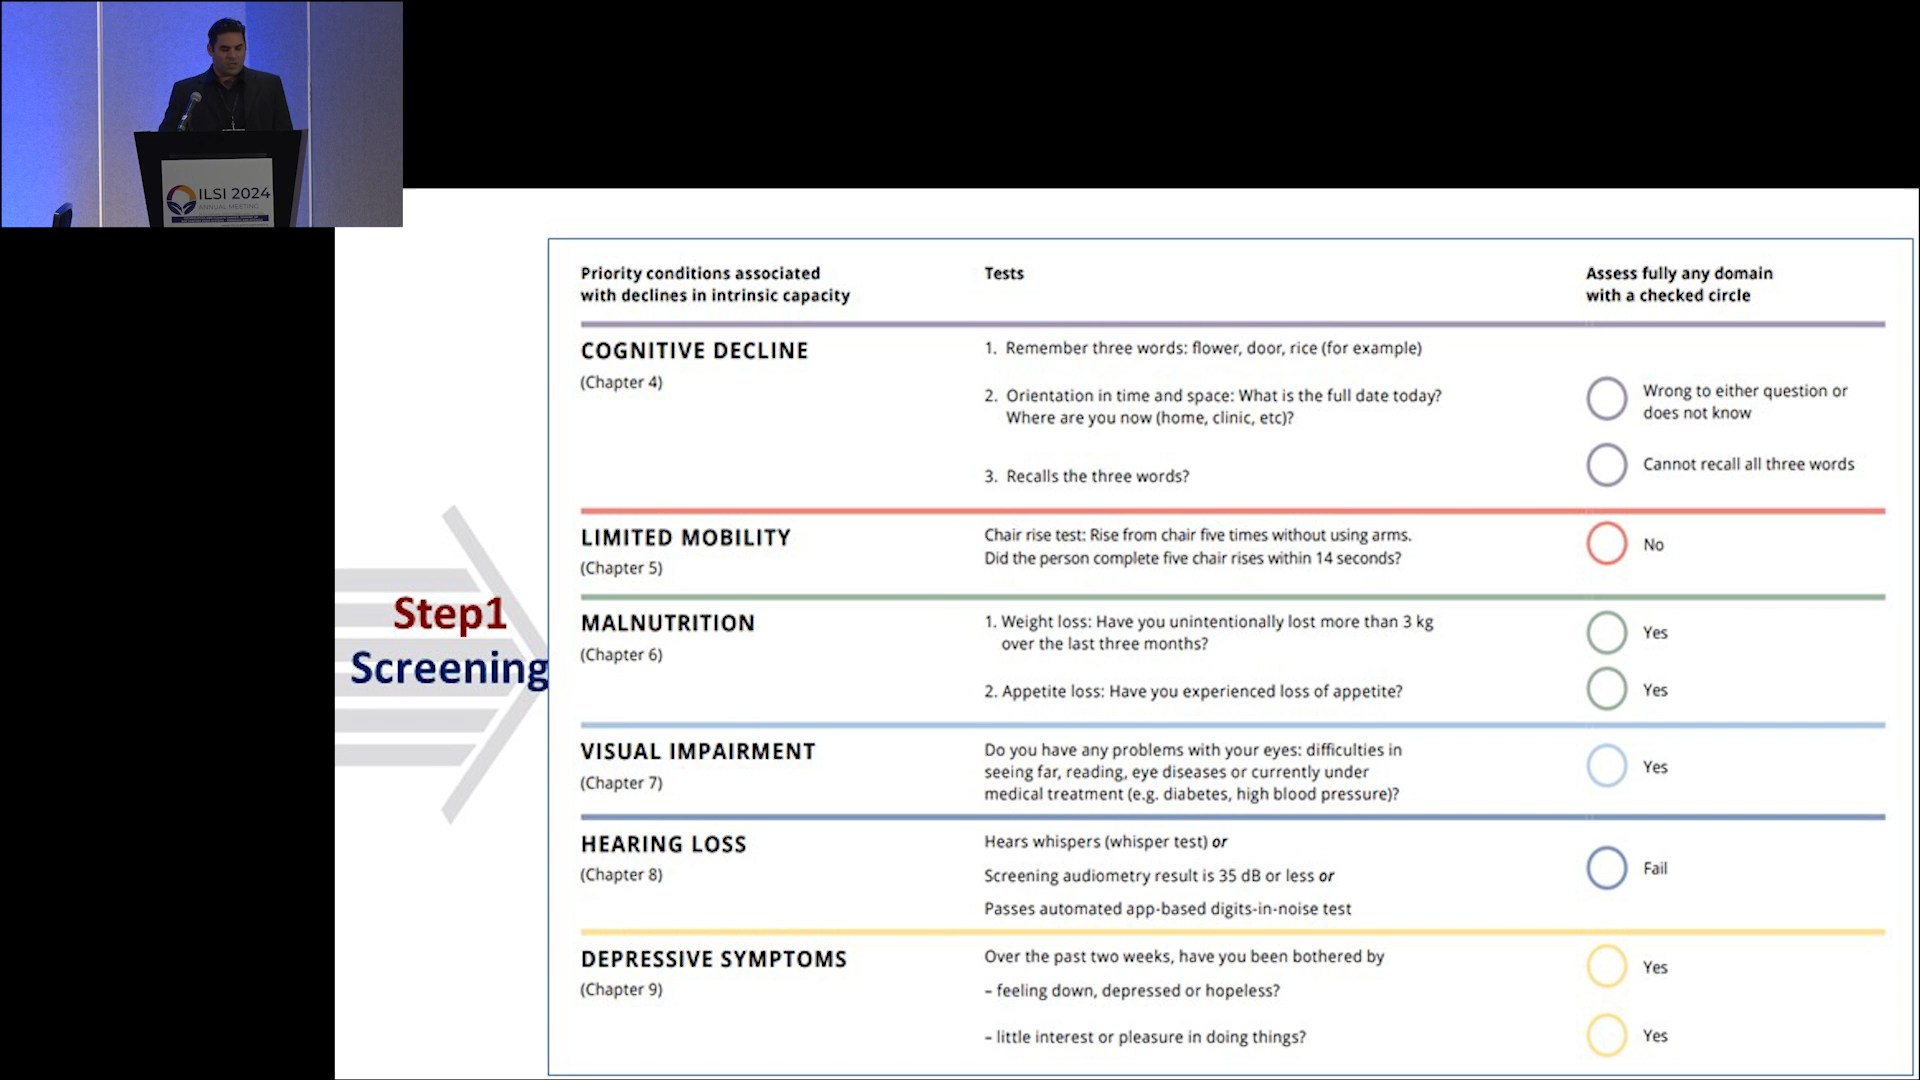 ILSI 2024
ANNUAL MEETING
Step1
Screening
Priority conditions associated
with declines in intrinsic capacity
Tests
Assess fully any domain
with a checked circle
COGNITIVE DECLINE
(Chapter 4)
1. Remember three words: flower, door, rice (for example)
2. Orientation in time and space: What is the full date today?
Where are you now (home, clinic, etc)?
Wrong to either question or
does not know
3. Recalls the three words?
Cannot recall all three words
LIMITED MOBILITY
(Chapter 5)
Chair rise test: Rise from chair five times without using arms.
Did the person complete five chair rises within 14 seconds?
No
MALNUTRITION
(Chapter 6)
1. Weight loss: Have you unintentionally lost more than 3 kg
over the last three months?
Yes
2. Appetite loss: Have you experienced loss of appetite?
Yes
VISUAL IMPAIRMENT
(Chapter 7)
Do you have any problems with your eyes: difficulties in
seeing far, reading, eye diseases or currently under
medical treatment (e.g. diabetes, high blood pressure)?
Yes
HEARING LOSS
(Chapter 8)
Hears whispers (whisper test) or
Screening audiometry result is 35 dB or less or
Passes automated app-based digits-in-noise test
Fail
DEPRESSIVE SYMPTOMS
(Chapter 9)
Over the past two weeks, have you been bothered by
– feeling down, depressed or hopeless?
Yes
– little interest or pleasure in doing things?
Yes